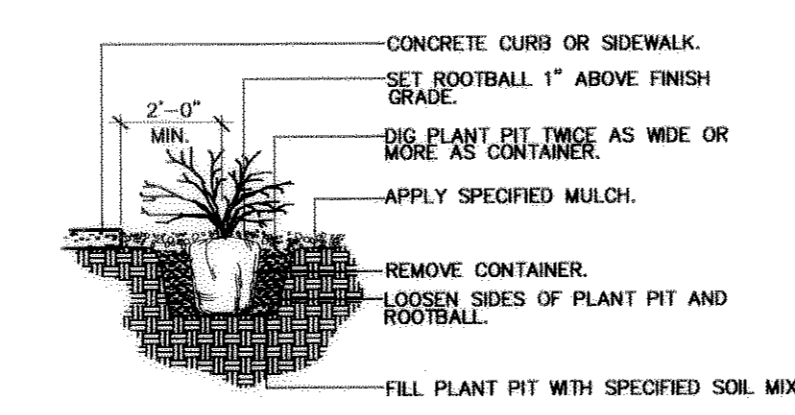 CONCRETE CURB OR SIDEWALK.
SET ROOTBALL 1" ABOVE FINISH
GRADE.
2'-0"
MIN.
DIG PLANT PIT TWICE AS WIDE OR
MORE AS CONTAINER.
APPLY SPECIFIED MULCH.
REMOVE CONTAINER.
LOOSEN SIDES OF PLANT PIT AND
ROOTBALL.
FILL PLANT PIT WITH SPECIFIED SOIL MIX